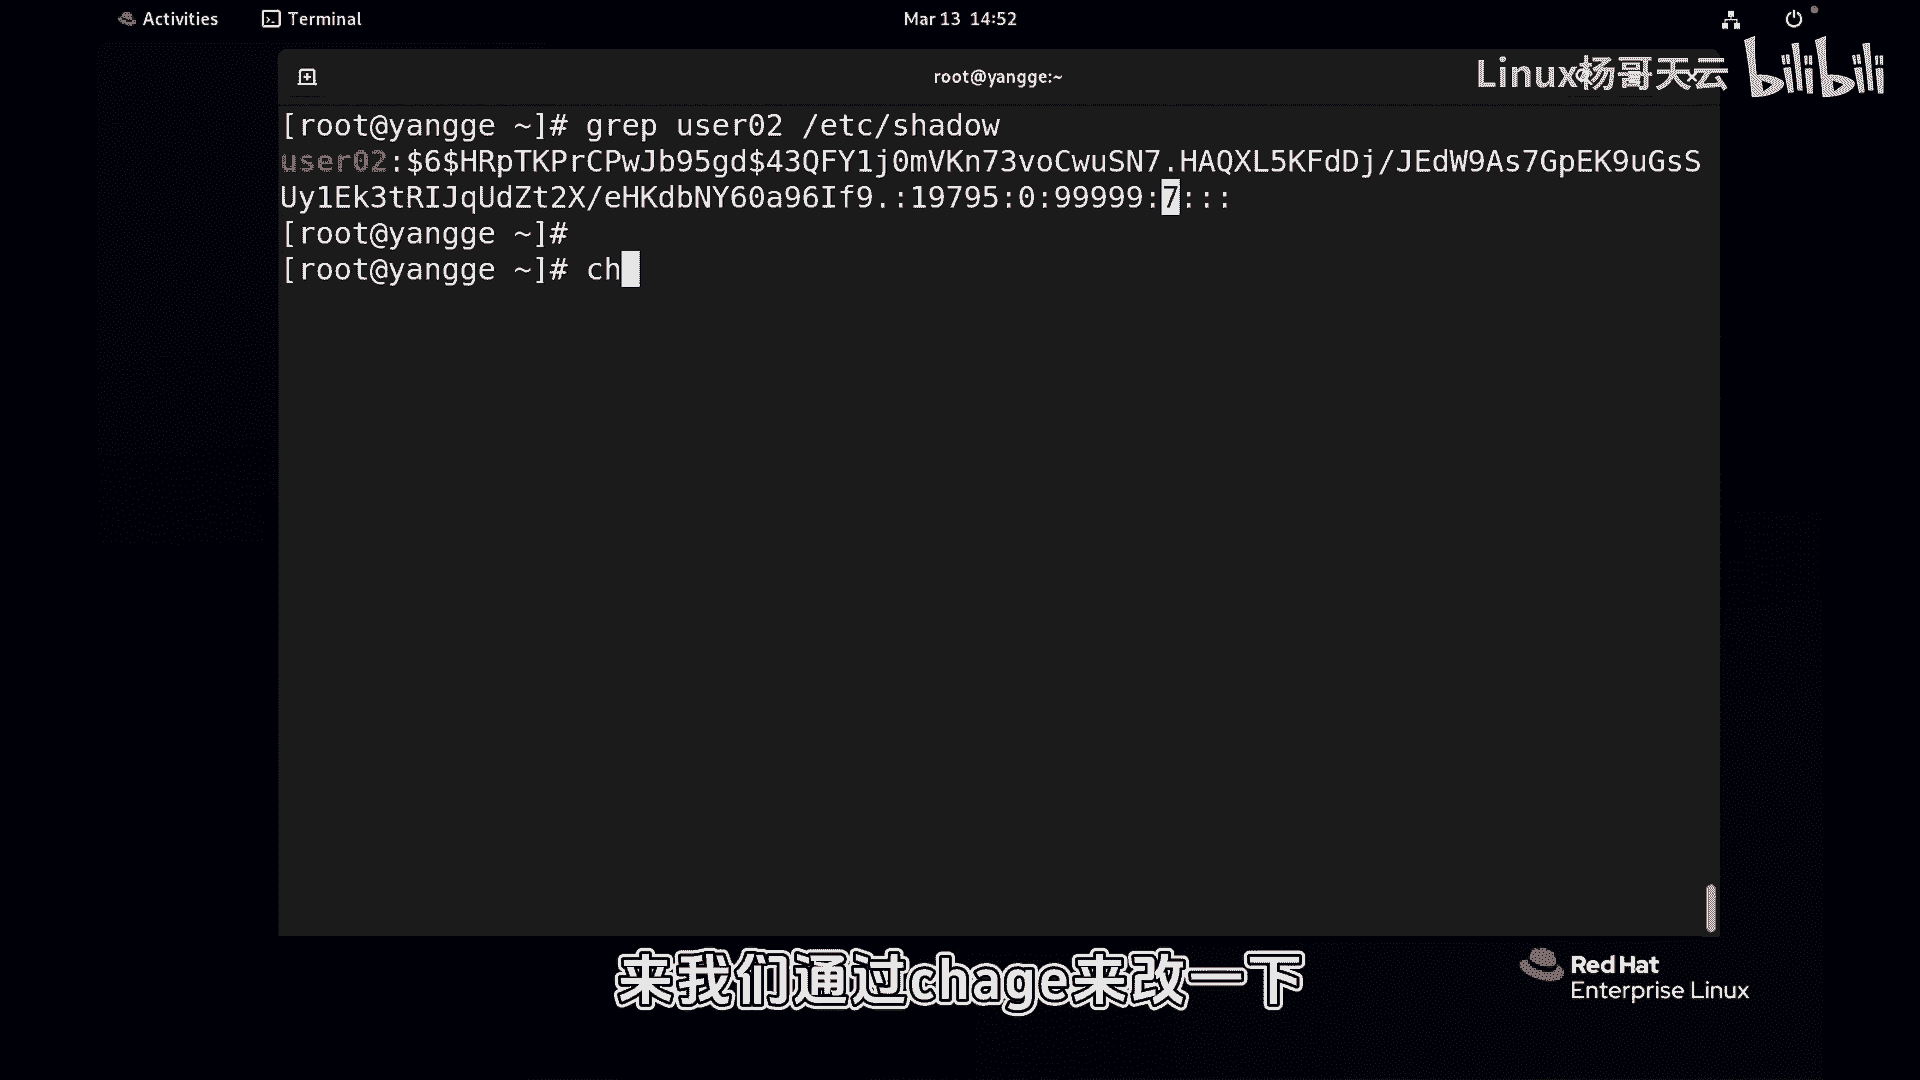 Activities Terminal Mar 13 14:52
root@yangge:~
Linux杨哥天云 bilibili
[root@yangge ~]# grep user02 /etc/shadow
user02:$6$HRpTKPrCPwJb95gd$43QFY1j0mVKn73voCwuSN7.HAQXL5KFdDj/JEdW9As7GpEK9uGsS
Uy1Ek3tRIJqUdZt2X/eHKdbNY60a96If9.:19795:0:99999:7:::
[root@yangge ~]#
[root@yangge ~]# ch
来我们通过chage来改一下
Red Hat
Enterprise Linux